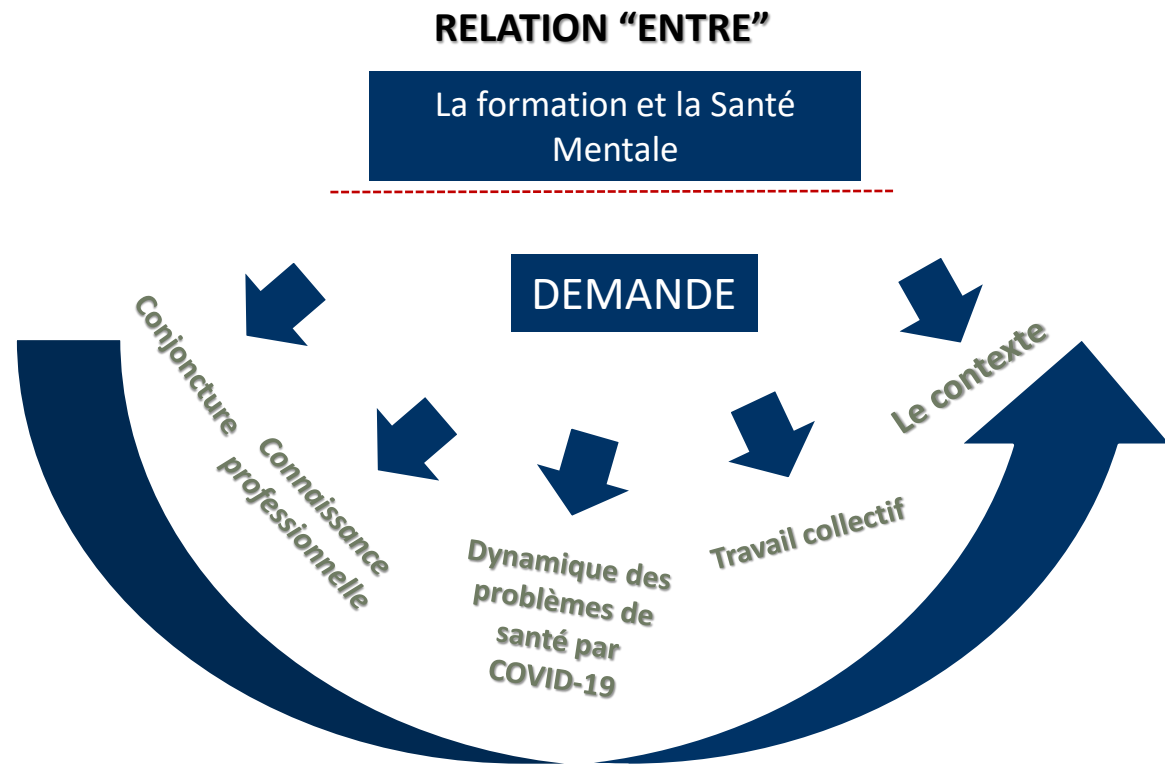 RELATION “ENTRE”
La formation et la Santé
Mentale
DEMANDE
Conjoncture
Connaissance
professionnelle
Dynamique des
problèmes de
santé par
COVID-19
Travail collectif
Le contexte